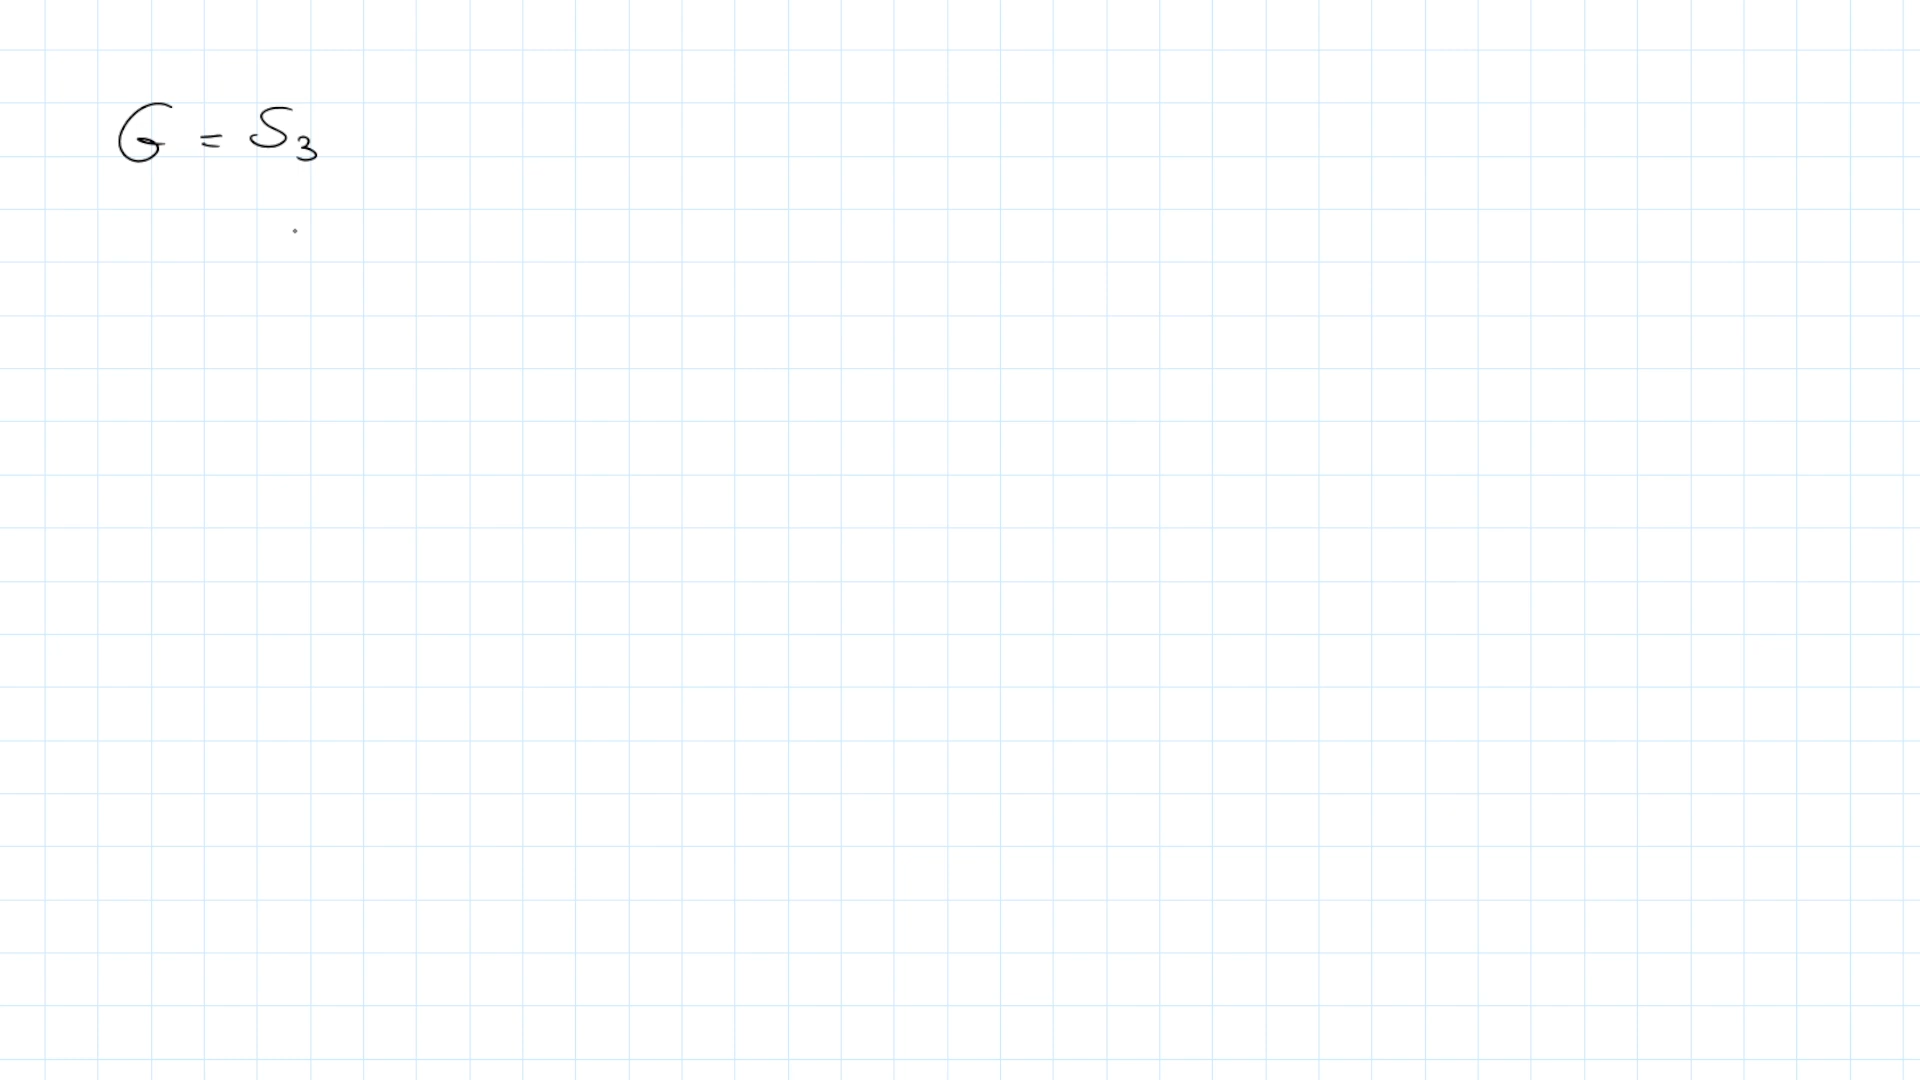 G = S₃